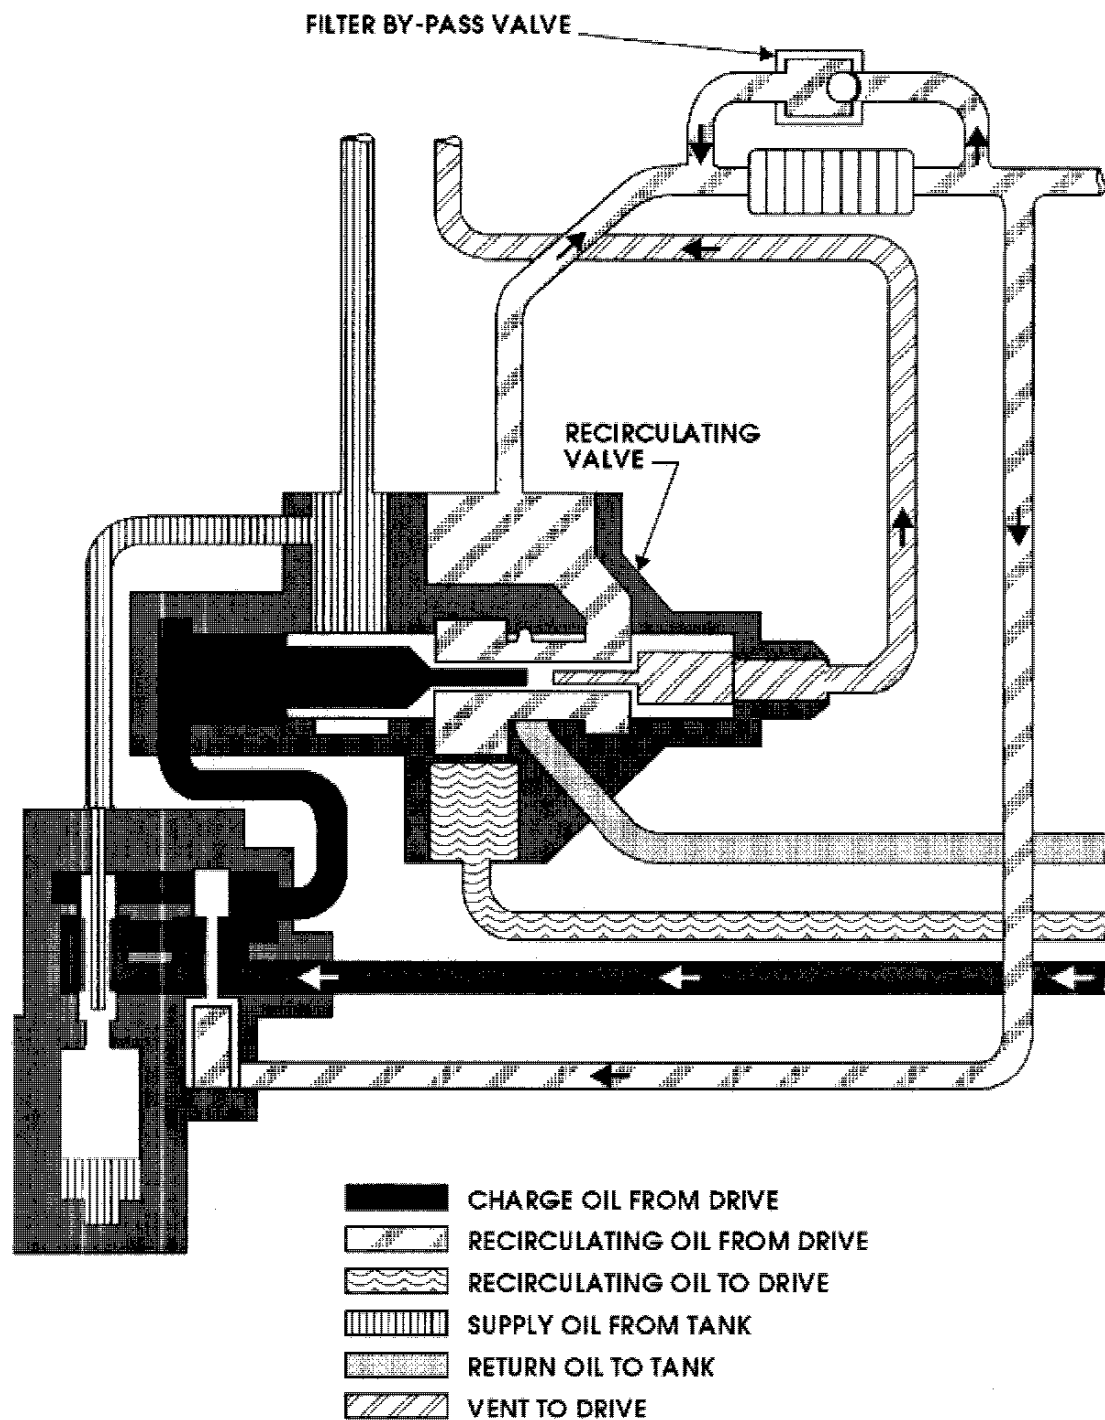 FILTER BY-PASS VALVE
RECIRCULATING
VALVE
CHARGE OIL FROM DRIVE
RECIRCULATING OIL FROM DRIVE
RECIRCULATING OIL TO DRIVE
SUPPLY OIL FROM TANK
RETURN OIL TO TANK
VENT TO DRIVE